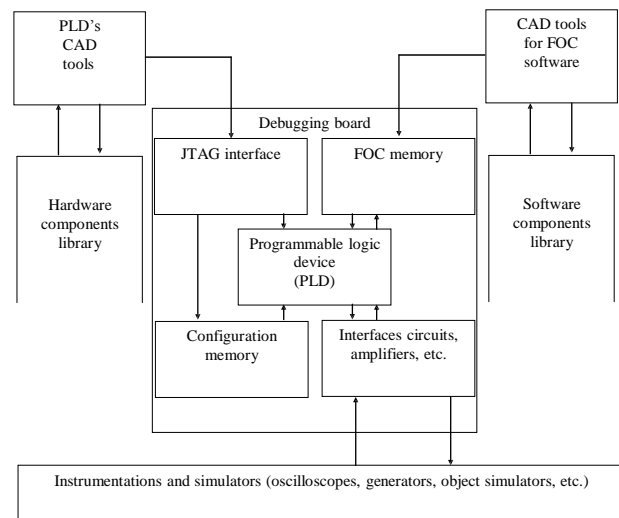 PLD's
CAD
tools
CAD tools
for FOC
software
Debugging board
JTAG interface
FOC memory
Hardware
components
library
Software
components
library
Programmable logic
device
(PLD)
Configuration
memory
Interfaces circuits,
amplifiers, etc.
Instrumentations and simulators (oscilloscopes, generators, object simulators, etc.)